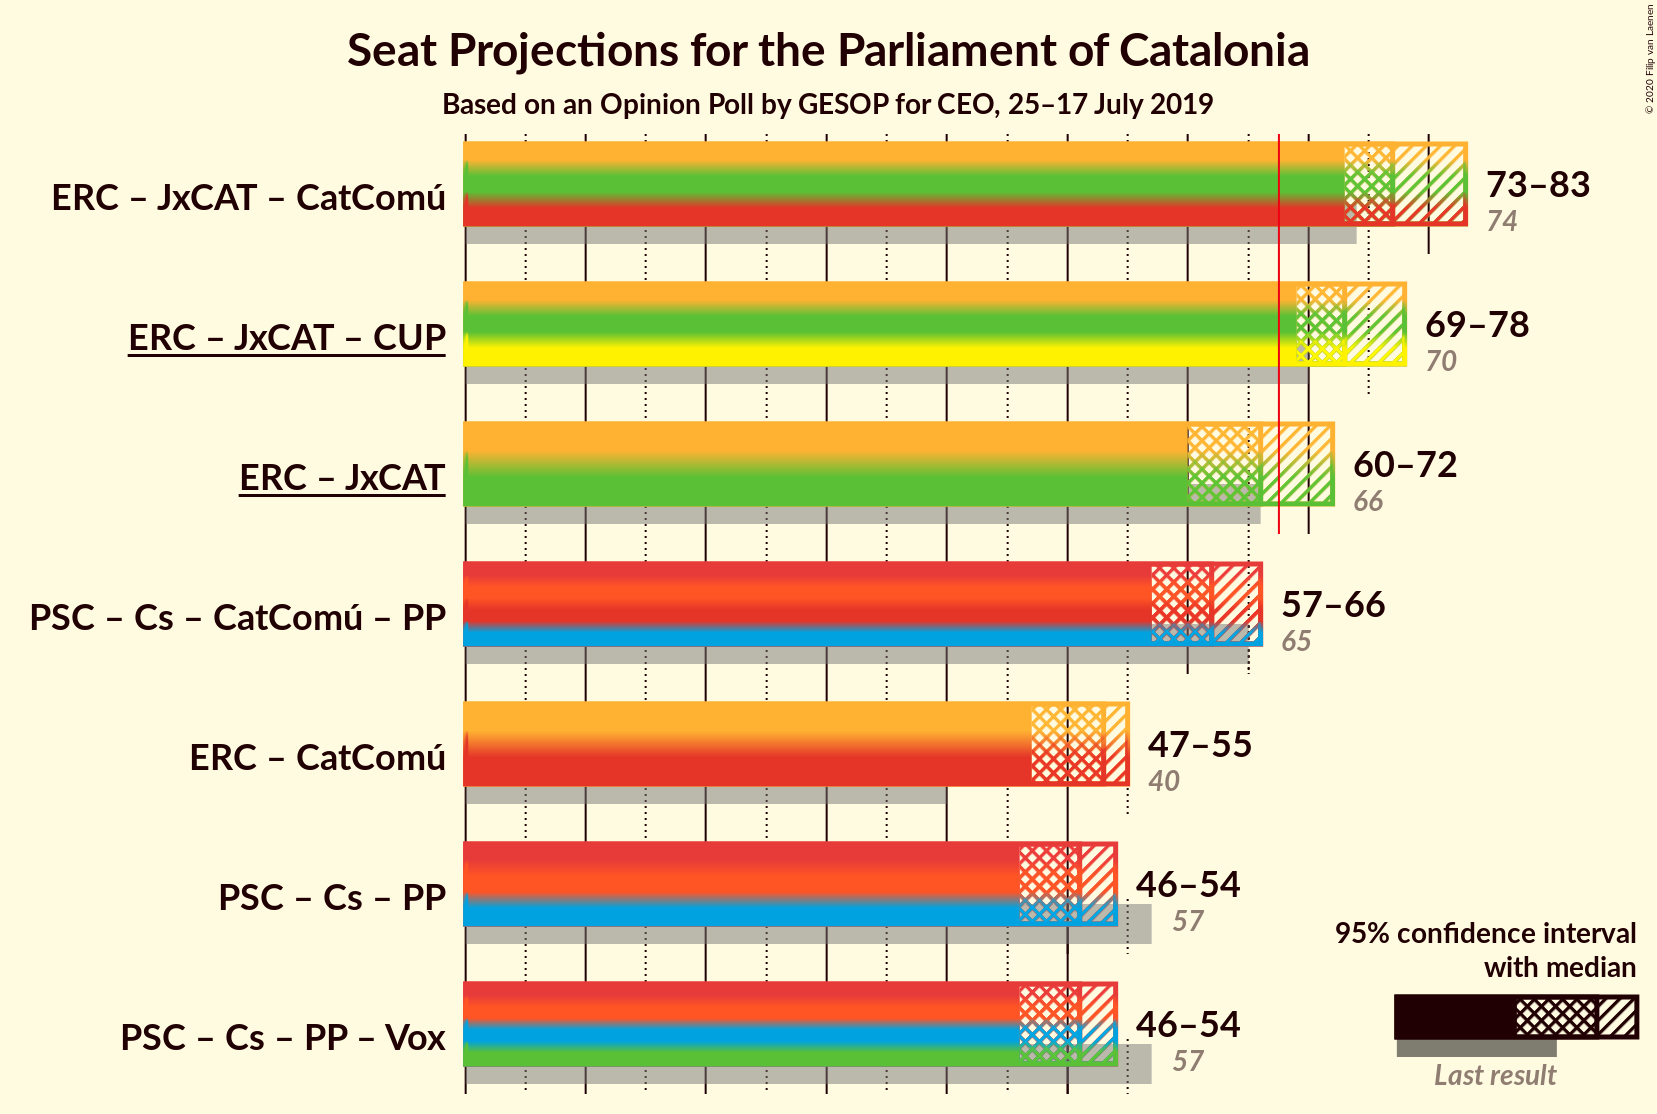 Seat Projections for the Parliament of Catalonia
Based on an Opinion Poll by GESOP for CEO, 25–17 July 2019
© 2020 Filip van Laenen
ERC – JxCAT – CatComú
73–83
74
ERC – JxCAT – CUP
69–78
70
ERC – JxCAT
60–72
66
PSC – Cs – CatComú – PP
57–66
65
ERC – CatComú
47–55
40
PSC – Cs – PP
46–54
57
PSC – Cs – PP – Vox
46–54
57
95% confidence interval
with median
Last result